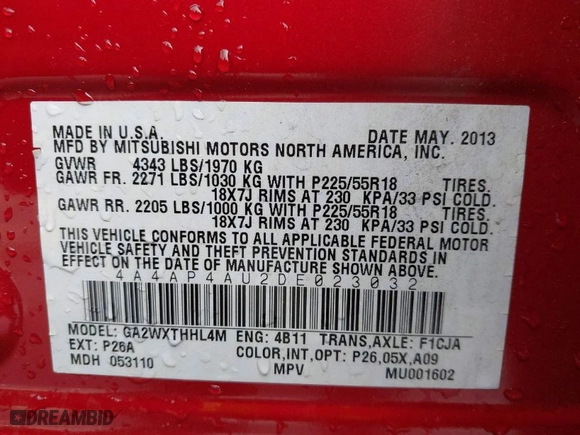 MADE IN U.S.A. DATE MAY. 2013
MFD BY MITSUBISHI MOTORS NORTH AMERICA, INC.
GVWR 4343 LBS/1970 KG
GAWR FR. 2271 LBS/1030 KG WITH P225/55R18 TIRES.
18X7J RIMS AT 230 KPA/33 PSI COLD.
GAWR RR. 2205 LBS/1000 KG WITH P225/55R18 TIRES.
18X7J RIMS AT 230 KPA/33 PSI COLD.
THIS VEHICLE CONFORMS TO ALL APPLICABLE FEDERAL MOTOR
VEHICLE SAFETY AND THEFT PREVENTION STANDARDS IN
EFFECT ON THE DATE OF MANUFACTURE SHOWN ABOVE.
4A4AP4AU2DE023032
MODEL: GA2WXTHHL4M ENG: 4B11 TRANS,AXLE: F1CJA
EXT: P26A COLOR,INT,OPT: P26,05X,A09
MDH 053110 MPV MU001602
DREAMBID